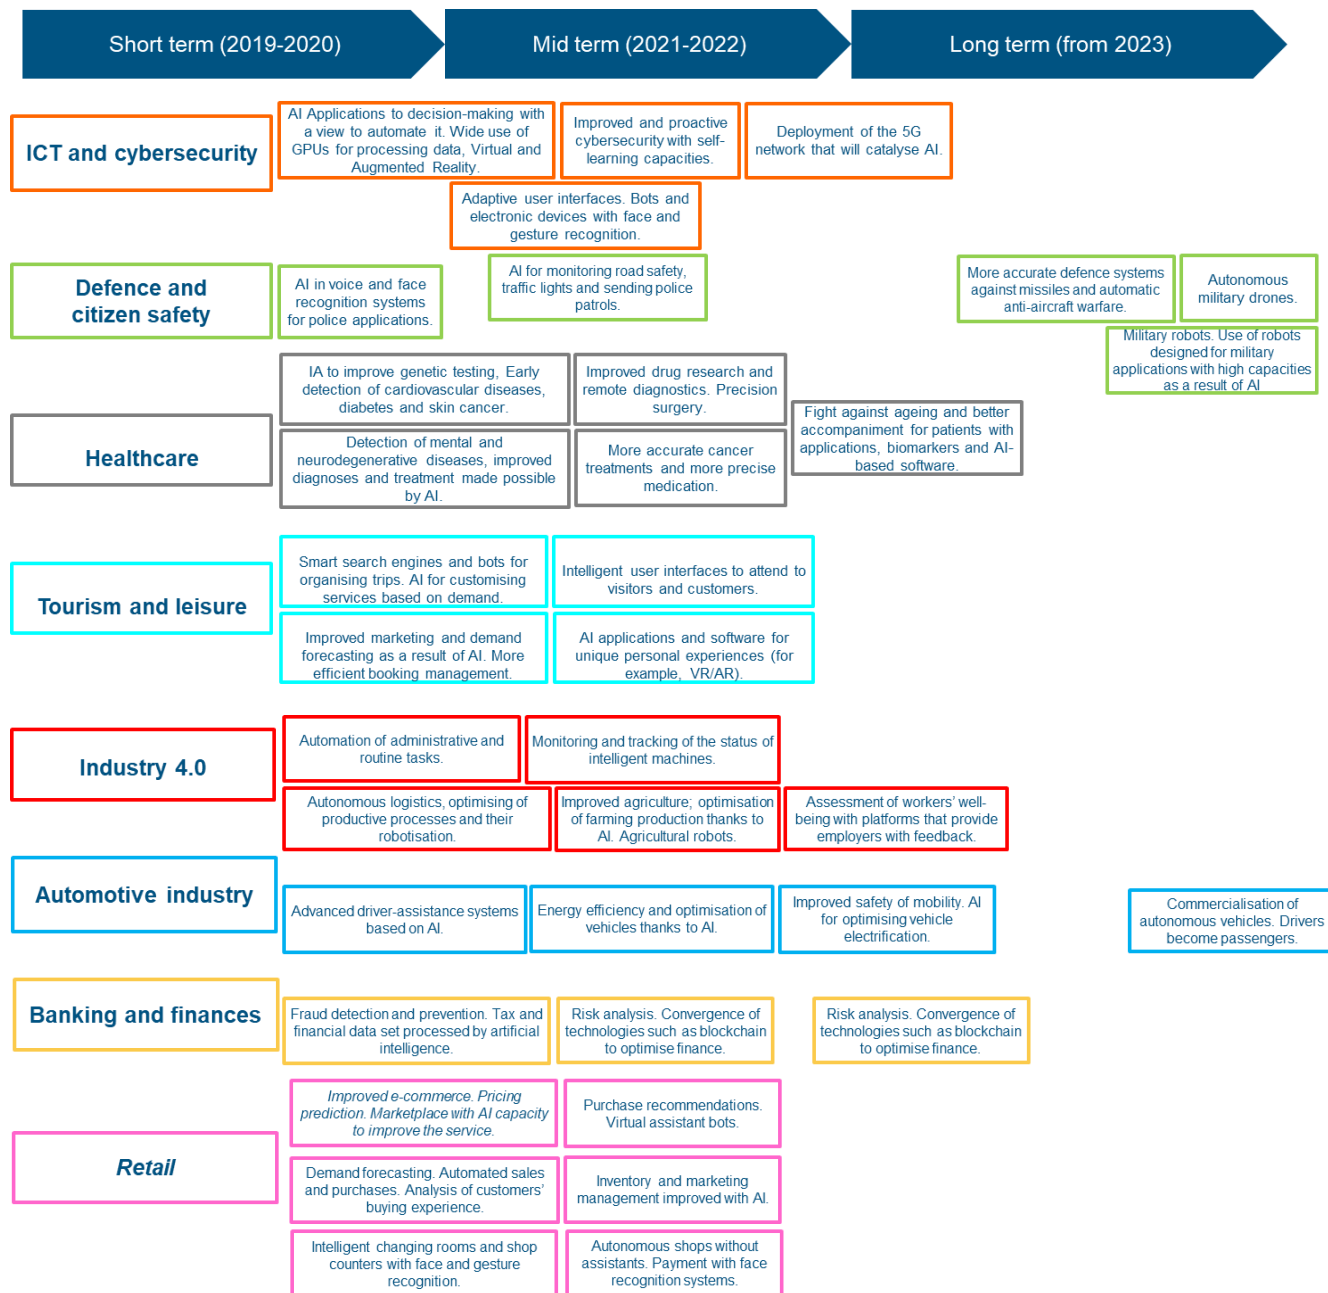 Short term (2019-2020)
Mid term (2021-2022)
Long term (from 2023)
ICT and cybersecurity
AI Applications to decision-making with
a view to automate it. Wide use of
GPUs for processing data, Virtual and
Augmented Reality.
Improved and proactive
cybersecurity with self-
learning capacities.
Deployment of the 5G
network that will catalyse AI.
Adaptive user interfaces. Bots and
electronic devices with face and
gesture recognition.
Defence and
citizen safety
AI in voice and face
recognition systems
for police applications.
AI for monitoring road safety,
traffic lights and sending police
patrols.
More accurate defence systems
against missiles and automatic
anti-aircraft warfare.
Autonomous
military drones.
Military robots. Use of robots
designed for military
applications with high capacities
as a result of AI
Healthcare
IA to improve genetic testing, Early
detection of cardiovascular diseases,
diabetes and skin cancer.
Improved drug research and
remote diagnostics. Precision
surgery.
Fight against ageing and better
accompaniment for patients with
applications, biomarkers and AI-
based software.
Detection of mental and
neurodegenerative diseases, improved
diagnoses and treatment made possible
by AI.
More accurate cancer
treatments and more precise
medication.
Tourism and leisure
Smart search engines and bots for
organising trips. AI for customising
services based on demand.
Intelligent user interfaces to attend to
visitors and customers.
Improved marketing and demand
forecasting as a result of AI. More
efficient booking management.
AI applications and software for
unique personal experiences (for
example, VR/AR).
Industry 4.0
Automation of administrative and
routine tasks.
Monitoring and tracking of the status of
intelligent machines.
Autonomous logistics, optimising of
productive processes and their
robotisation.
Improved agriculture; optimisation
of farming production thanks to
AI. Agricultural robots.
Assessment of workers' well-
being with platforms that provide
employers with feedback.
Automotive industry
Advanced driver-assistance systems
based on AI.
Energy efficiency and optimisation of
vehicles thanks to AI.
Improved safety of mobility. AI
for optimising vehicle
electrification.
Commercialisation of
autonomous vehicles. Drivers
become passengers.
Banking and finances
Fraud detection and prevention. Tax and
financial data set processed by artificial
intelligence.
Risk analysis. Convergence of
technologies such as blockchain
to optimise finance.
Risk analysis. Convergence of
technologies such as blockchain
to optimise finance.
Retail
Improved e-commerce. Pricing
prediction. Marketplace with AI capacity
to improve the service.
Purchase recommendations.
Virtual assistant bots.
Demand forecasting. Automated sales
and purchases. Analysis of customers'
buying experience.
Inventory and marketing
management improved with AI.
Intelligent changing rooms and shop
counters with face and gesture
recognition.
Autonomous shops without
assistants. Payment with face
recognition systems.